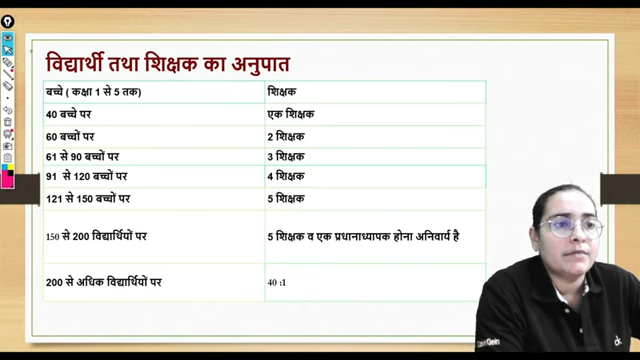 विद्यार्थी तथा शिक्षक का अनुपात
बच्चे ( कक्षा 1 से 5 तक) शिक्षक
40 बच्चे पर एक शिक्षक
60 बच्चों पर 2 शिक्षक
61 से 90 बच्चों पर 3 शिक्षक
91 से 120 बच्चों पर 4 शिक्षक
121 से 150 बच्चों पर 5 शिक्षक
150 से 200 विद्यार्थियों पर 5 शिक्षक व एक प्रधानाध्यापक होना अनिवार्य है
200 से अधिक विद्यार्थियों पर 40 :1